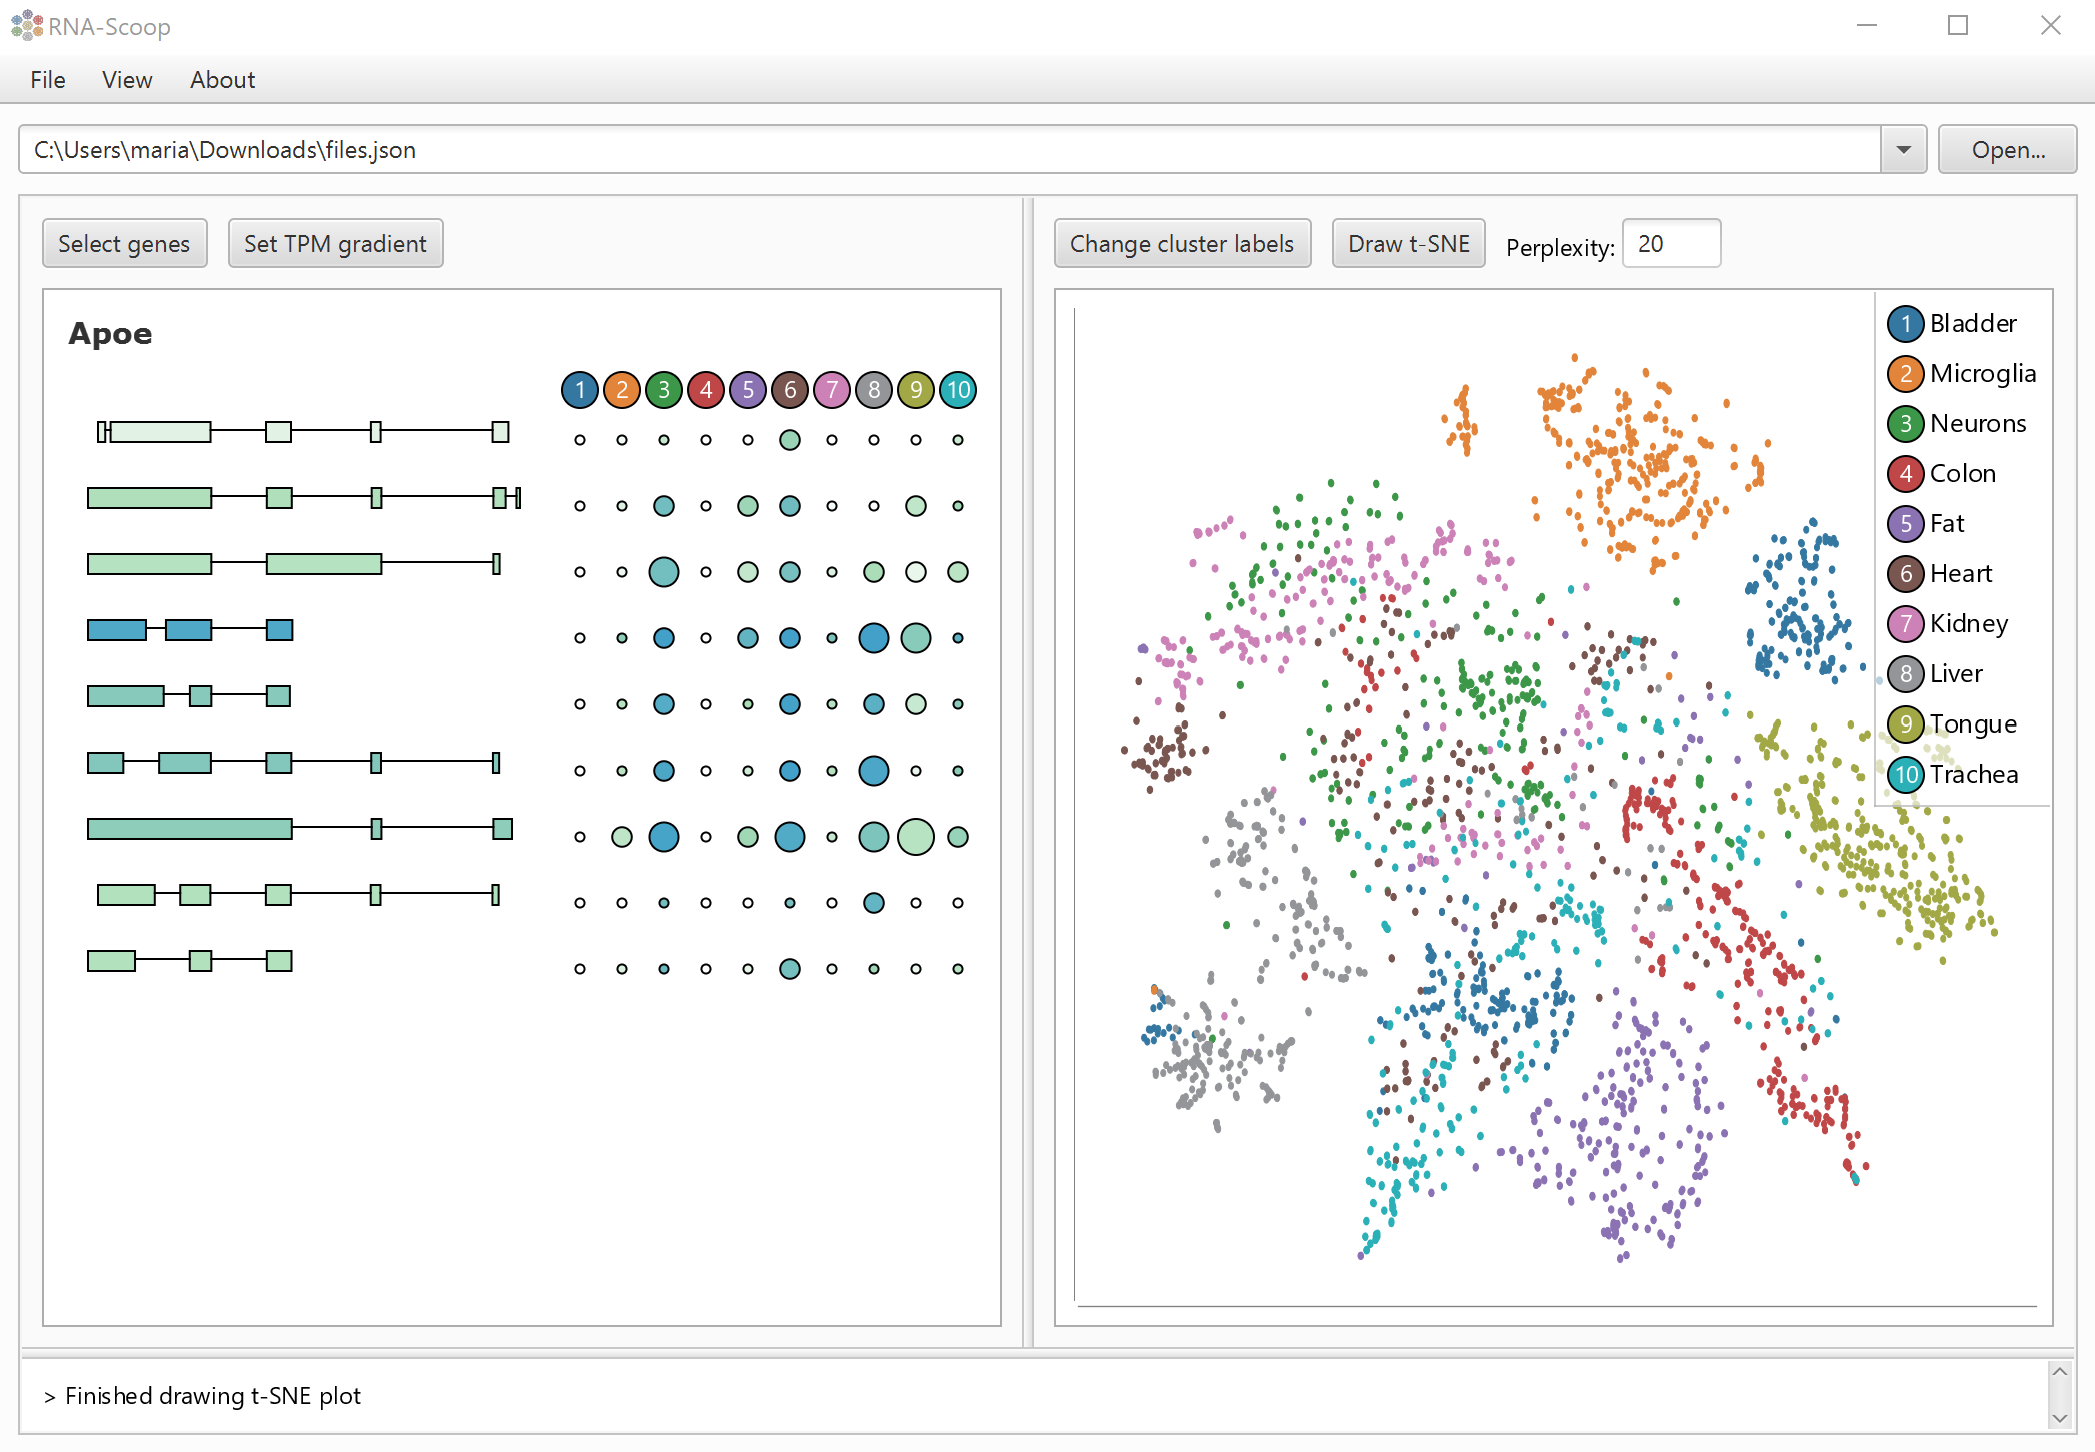 RNA-Scoop
File View About
C:\Users\maria\Downloads\files.json
Open...
Select genes Set TPM gradient
Change cluster labels Draw t-SNE Perplexity: 20
Apoe
1 2 3 4 5 6 7 8 9 10
1 Bladder
2 Microglia
3 Neurons
4 Colon
5 Fat
6 Heart
7 Kidney
8 Liver
9 Tongue
10 Trachea
> Finished drawing t-SNE plot